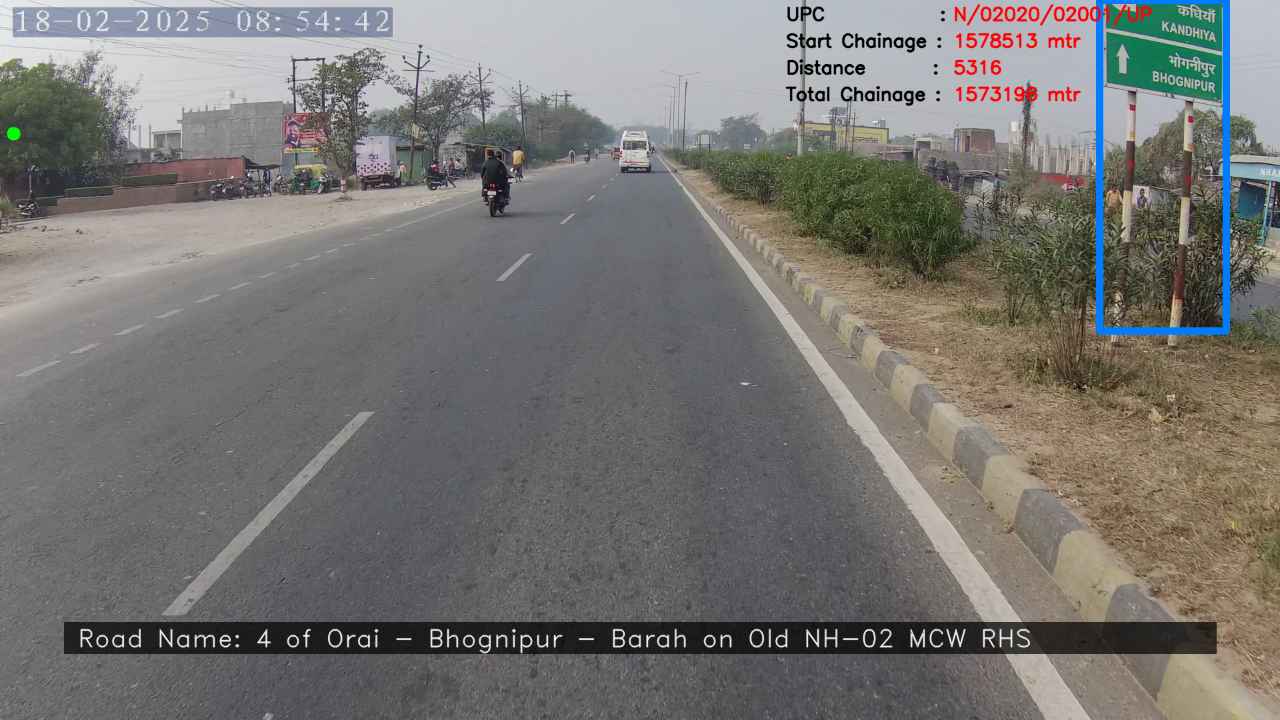 18-02-2025 08:54:42
UPC : N/02020/02001/UP
Start Chainage : 1578513 mtr
Distance : 5316
Total Chainage : 1573198 mtr
कंधियाँ
KANDHIYA
भोगनीपुर
BHOGNIPUR
Road Name: 4 of Orai - Bhognipur - Barah on Old NH-02 MCW RHS